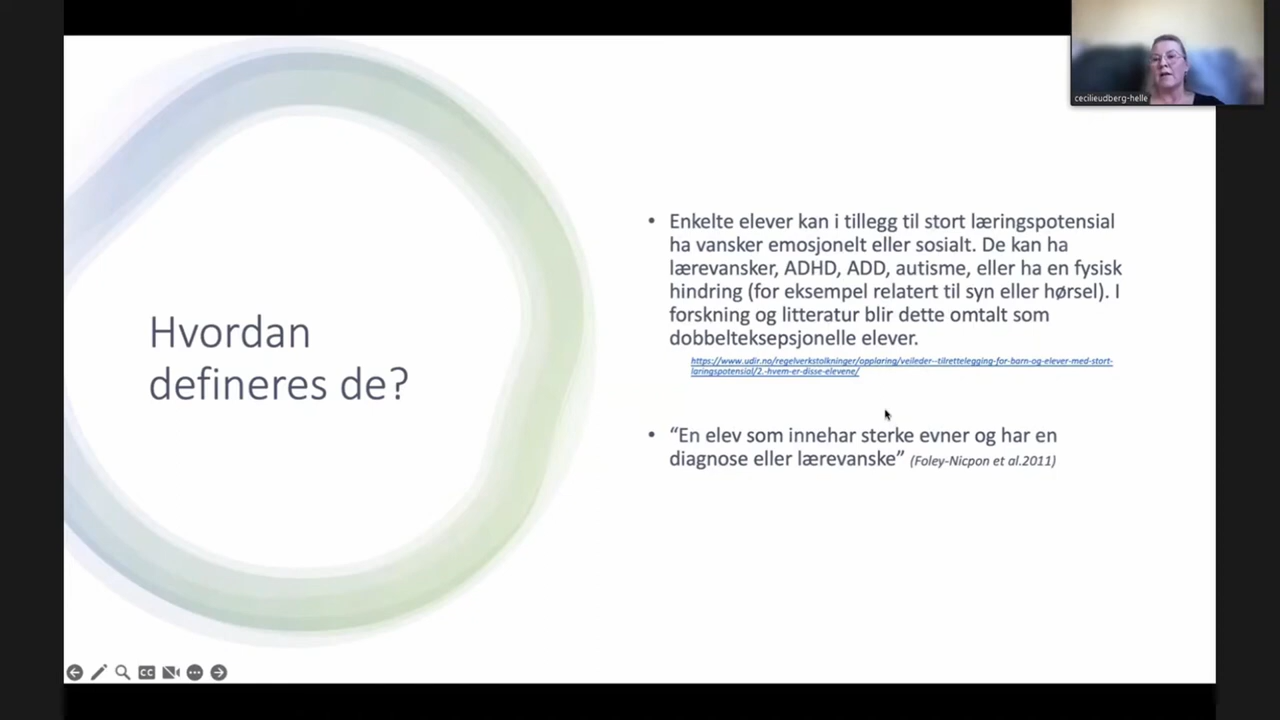 cecilieudberg-helle
Hvordan
defineres de?
• Enkelte elever kan i tillegg til stort læringspotensial
ha vansker emosjonelt eller sosialt. De kan ha
lærevansker, ADHD, ADD, autisme, eller ha en fysisk
hindring (for eksempel relatert til syn eller hørsel). I
forskning og litteratur blir dette omtalt som
dobbelteksepsjonelle elever.
https://www.udir.no/regelverkstolkninger/opplaring/veileder--tilrettelegging-for-barn-og-elever-med-stort-
laringspotensial/2.-hvem-er-disse-elevene/
• “En elev som innehar sterke evner og har en
diagnose eller lærevanske” (Foley-Nicpon et al.2011)
CC